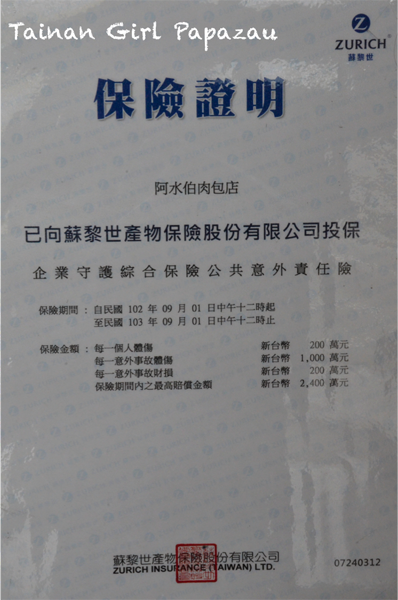 Tainan Girl Papazau
Z
ZURICH®
蘇黎世
保險證明
阿水伯肉包店
已向蘇黎世產物保險股份有限公司投保
企業守護綜合保險公共意外責任險
保險期間：自民國 102 年 09 月 01 日中午十二時起
至民國 103 年 09 月 01 日中午十二時止
保險金額：每一個人體傷 新台幣 200 萬元
每一意外事故體傷 新台幣 1,000 萬元
每一意外事故財損 新台幣 200 萬元
保險期間內之最高賠償金額 新台幣 2,400 萬元
蘇黎世產物保險股份有限公司
ZURICH INSURANCE (TAIWAN) LTD.
07240312